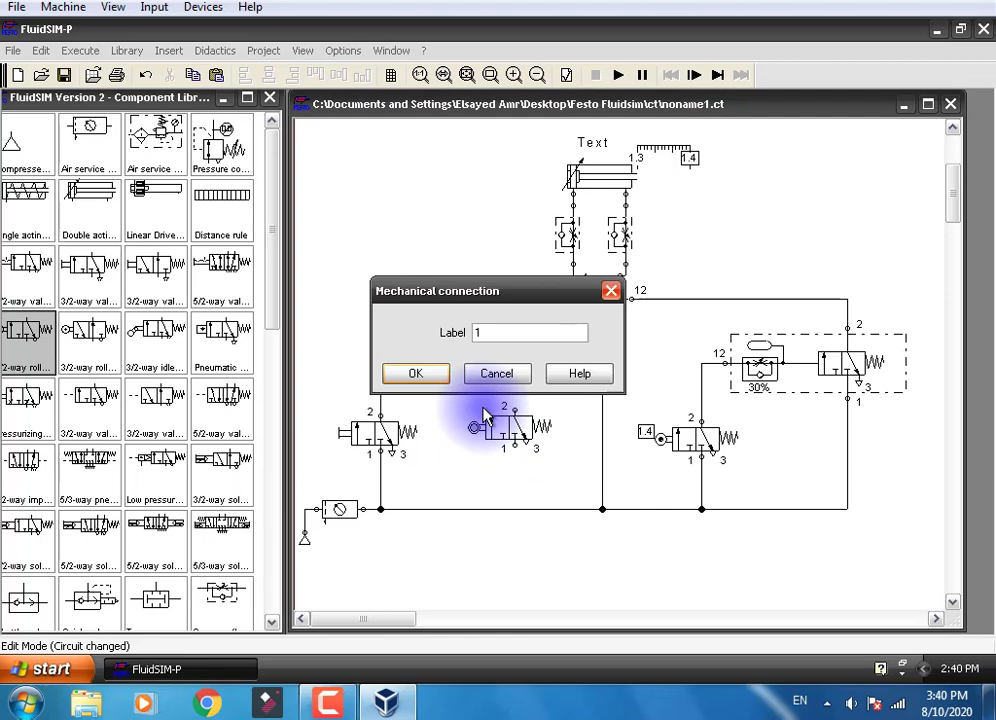 File Machine View Input Devices Help
FluidSIM-P
File Edit Execute Library Insert Didactics Project View Options Window ?
FluidSIM Version 2 - Component Libr...
C:\Documents and Settings\Elsayed Amr\Desktop\Festo Fluidsim\ct\noname1.ct
ompresse... Air service ... Air service ... Pressure co...
ngle actin... Double acti... Linear Drive... Distance rule
/2-way val... 3/2-way val... 3/2-way val... 5/2-way val...
/2-way roll... 3/2-way roll... 3/2-way idle... Pneumatic ...
ressurizing... 5/2-way val... 5/2-way val... 5/2-way val...
/2-way imp... 5/3-way pne... Low pressur... 3/2-way sol...
/2-way sol... 5/2-way sol... 5/2-way sol... 5/3-way sol...
Text
1.3
1.4
12
2
12
30%
3
1
Mechanical connection
Label 1
OK Cancel Help
2
1
3
2
1
3
1.4
2
1
3
Edit Mode (Circuit changed)
start
FluidSIM-P
2:40 PM
EN
3:40 PM
8/10/2020